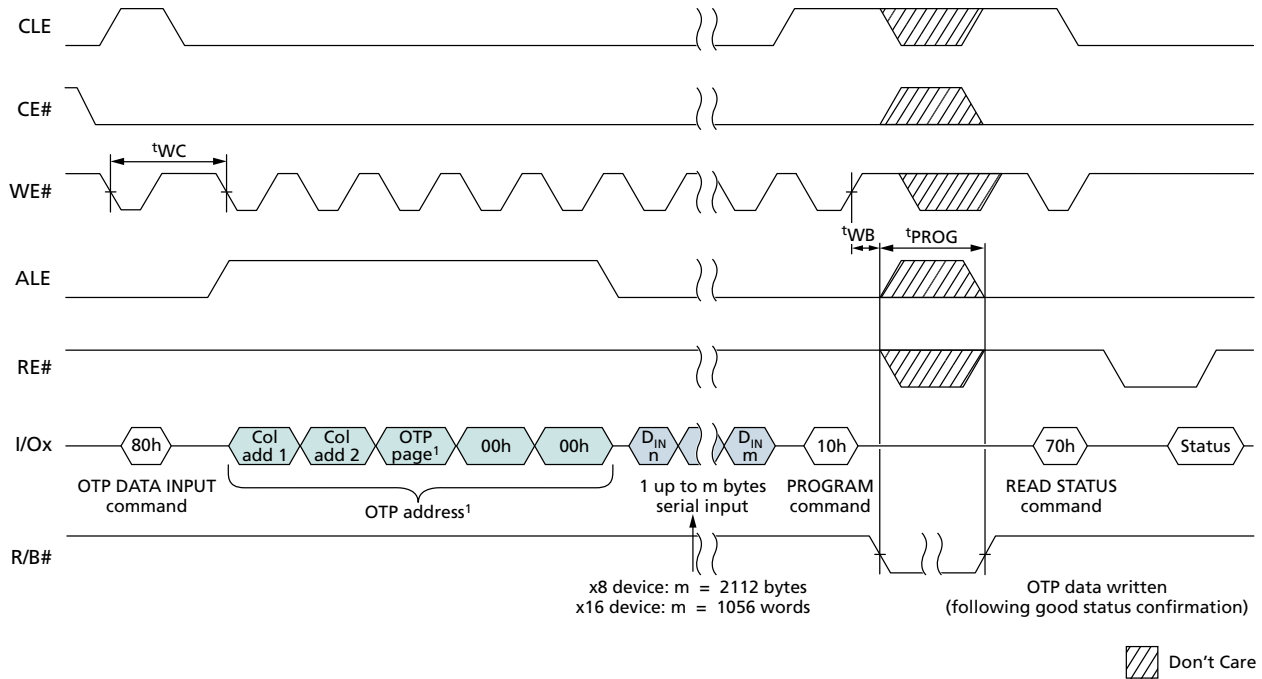 CLE
CE#
tWC
WE#
tWB
tPROG
ALE
RE#
I/Ox
80h
Col
add 1
Col
add 2
OTP
page1
00h
00h
DIN
n
DIN
m
10h
70h
Status
OTP DATA INPUT
command
OTP address1
1 up to m bytes
serial input
PROGRAM
command
READ STATUS
command
R/B#
x8 device: m = 2112 bytes
x16 device: m = 1056 words
OTP data written
(following good status confirmation)
Don't Care